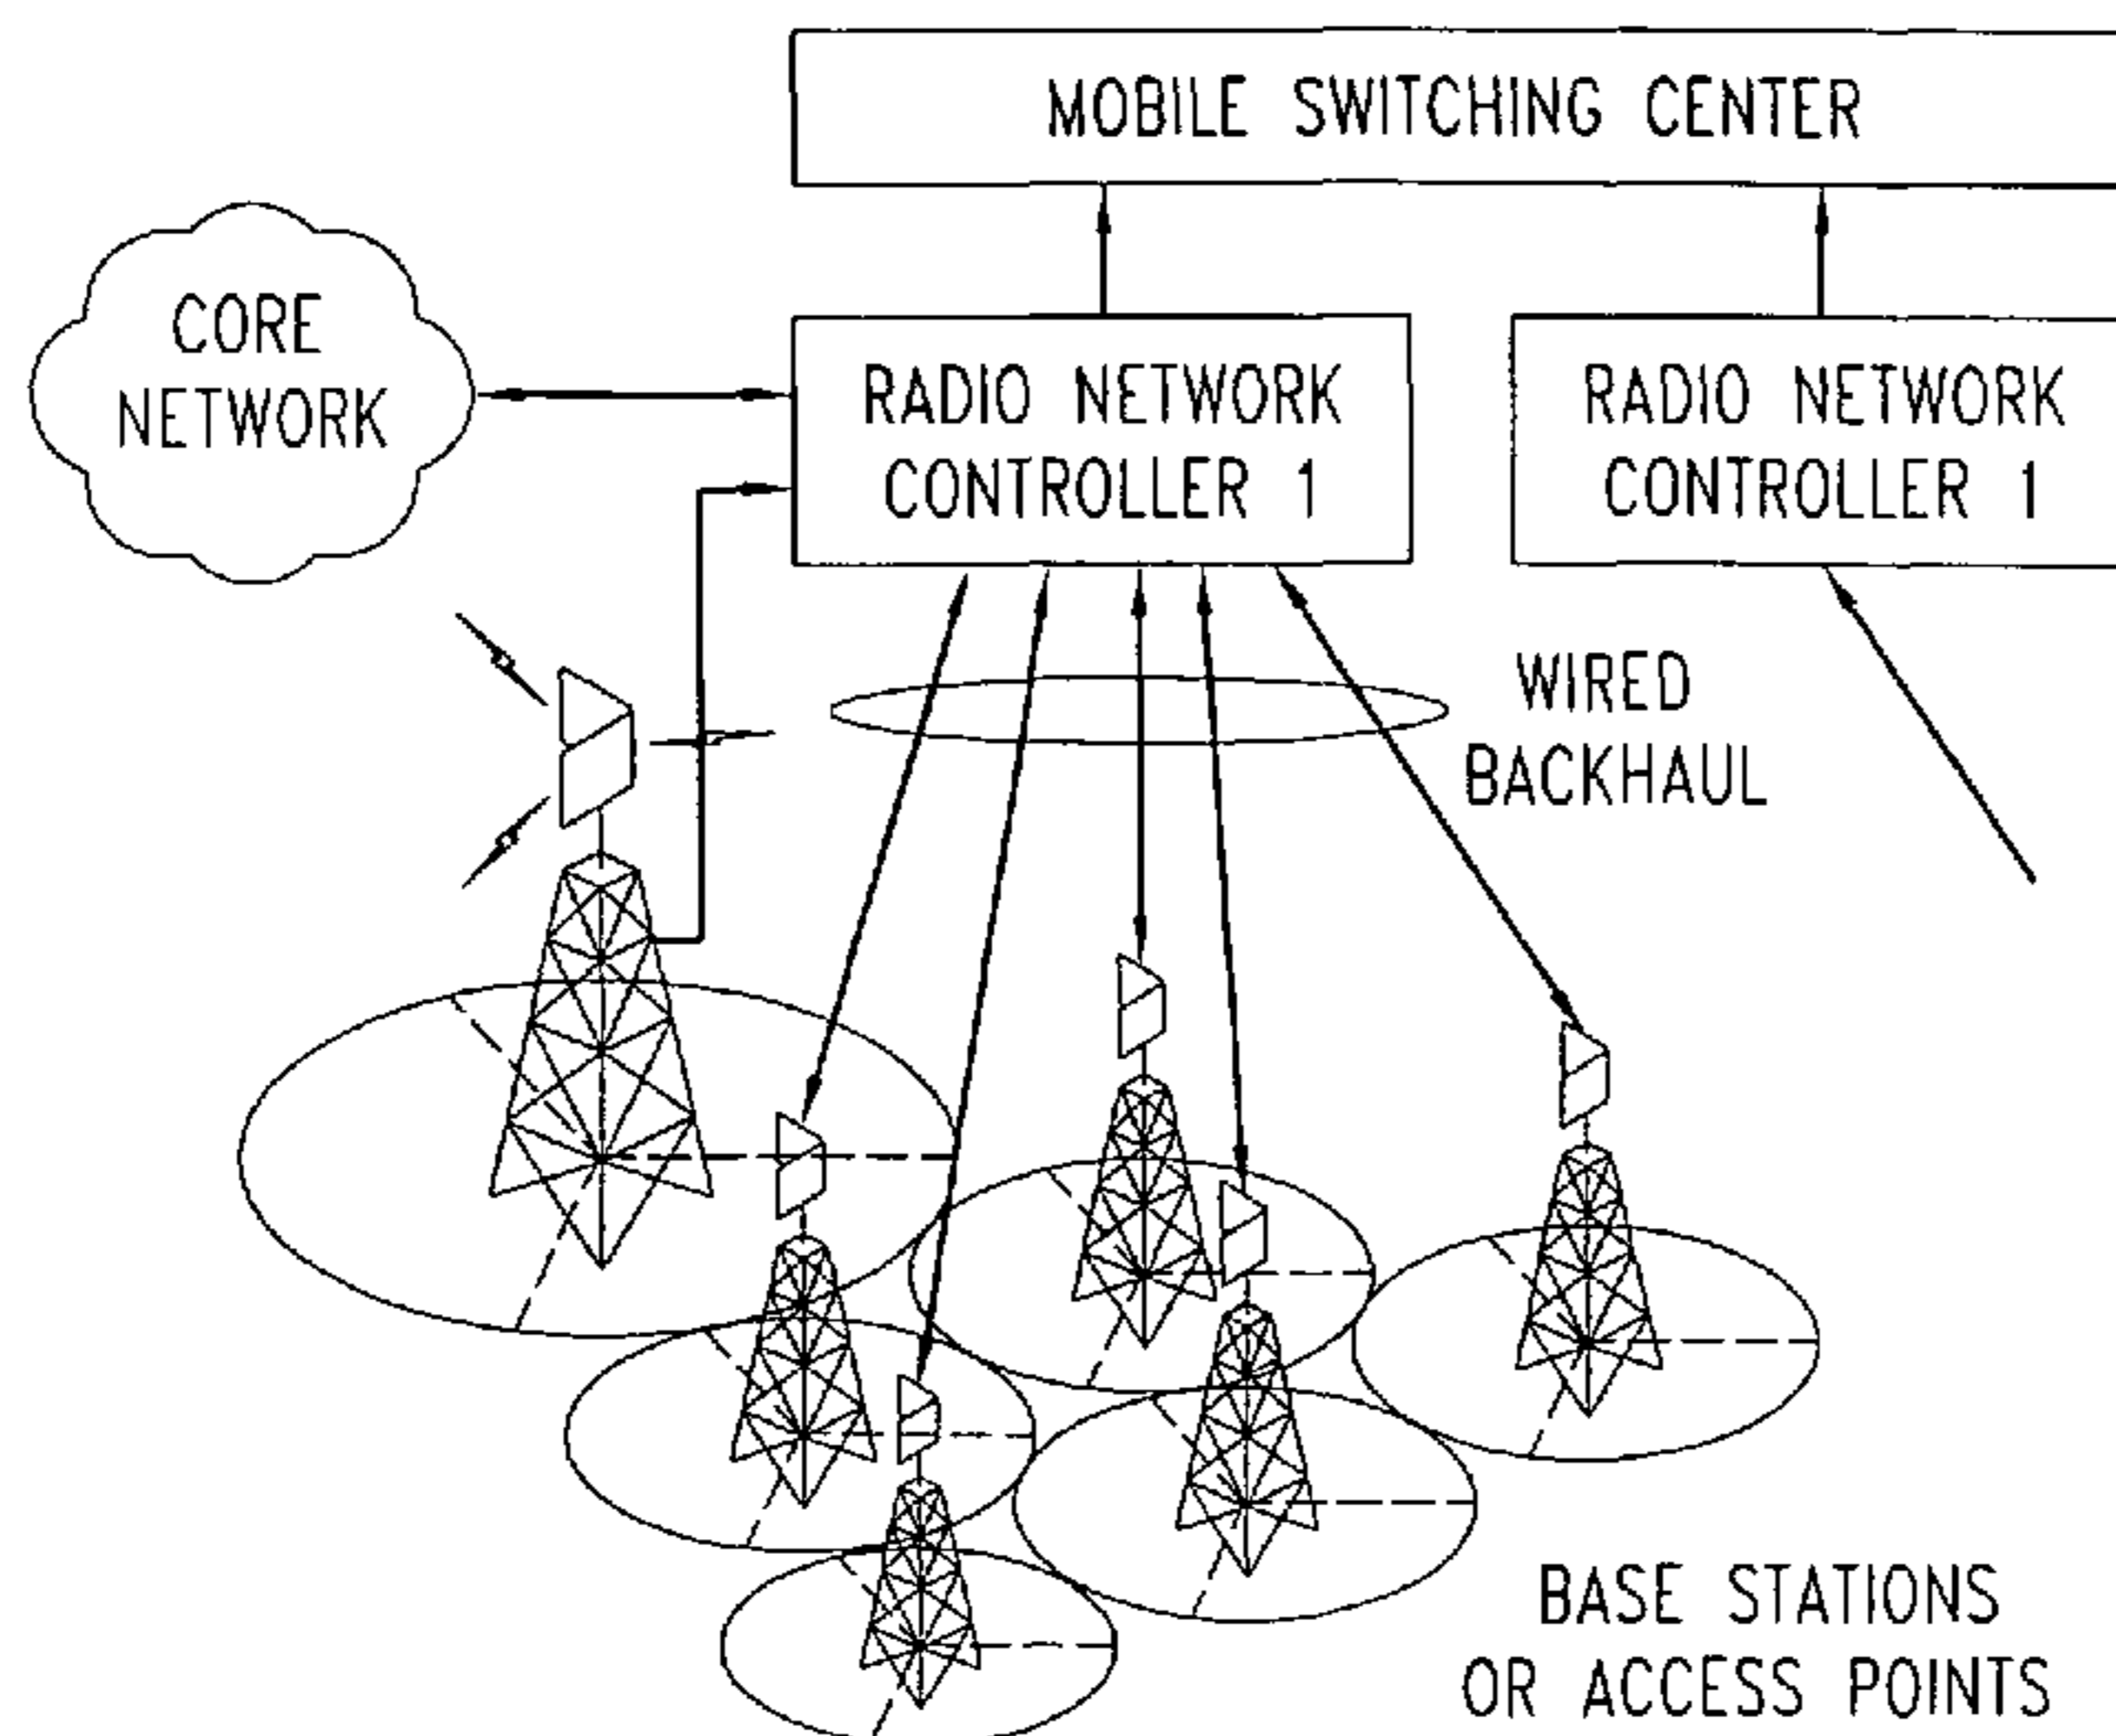 MOBILE SWITCHING CENTER
CORE
NETWORK
RADIO NETWORK
CONTROLLER 1
RADIO NETWORK
CONTROLLER 1
WIRED
BACKHAUL
BASE STATIONS
OR ACCESS POINTS